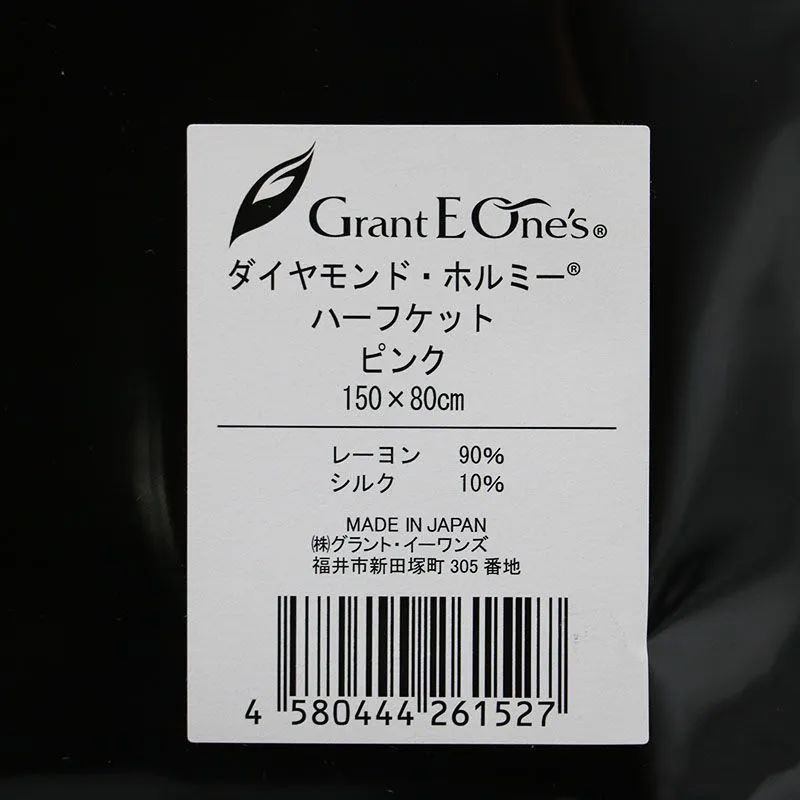 Grant E One's®
ダイヤモンド・ホルミー®
ハーフケット
ピンク
150×80cm
レーヨン 90%
シルク 10%
MADE IN JAPAN
㈱グラント・イーワンズ
福井市新田塚町 305 番地
4 580444 261527